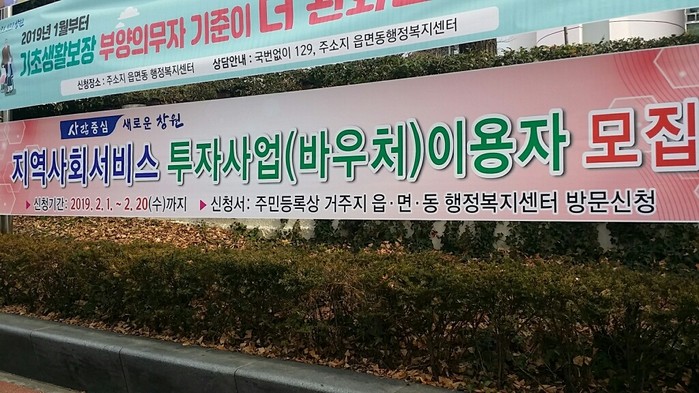 2019년 1월부터
기초생활보장 부양의무자 기준이 더
신청장소 : 주소지 읍면동 행정복지센터 상담안내 : 국번없이 129, 주소지 읍면동행정복지센터
사람중심 새로운 창원
지역사회서비스 투자사업(바우처)이용자 모집
▶ 신청기간: 2019. 2. 1. ~ 2. 20(수)까지 ▶ 신청서: 주민등록상 거주지 읍·면·동 행정복지센터 방문신청